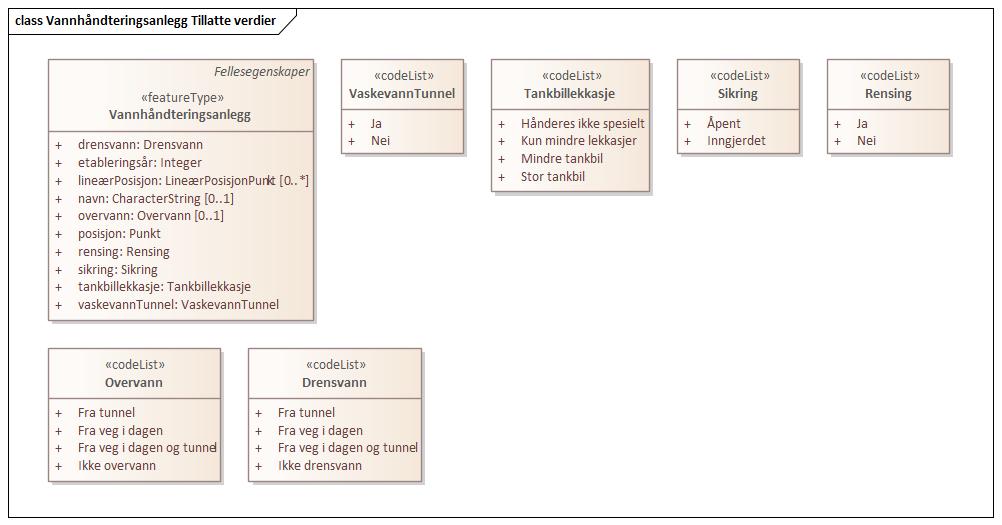 class Vannhåndteringsanlegg Tillatte verdier
Fellesegenskaper
«featureType»
Vannhåndteringsanlegg
+ drensvann: Drensvann
+ etableringsår: Integer
+ lineærPosisjon: LineærPosisjonPunkt [0..*]
+ navn: CharacterString [0..1]
+ overvann: Overvann [0..1]
+ posisjon: Punkt
+ rensing: Rensing
+ sikring: Sikring
+ tankbillekkasje: Tankbillekkasje
+ vaskevannTunnel: VaskevannTunnel
«codeList»
VaskevannTunnel
+ Ja
+ Nei
«codeList»
Tankbillekkasje
+ Hånderes ikke spesielt
+ Kun mindre lekkasjer
+ Mindre tankbil
+ Stor tankbil
«codeList»
Sikring
+ Åpent
+ Inngjerdet
«codeList»
Rensing
+ Ja
+ Nei
«codeList»
Overvann
+ Fra tunnel
+ Fra veg i dagen
+ Fra veg i dagen og tunnel
+ Ikke overvann
«codeList»
Drensvann
+ Fra tunnel
+ Fra veg i dagen
+ Fra veg i dagen og tunnel
+ Ikke drensvann